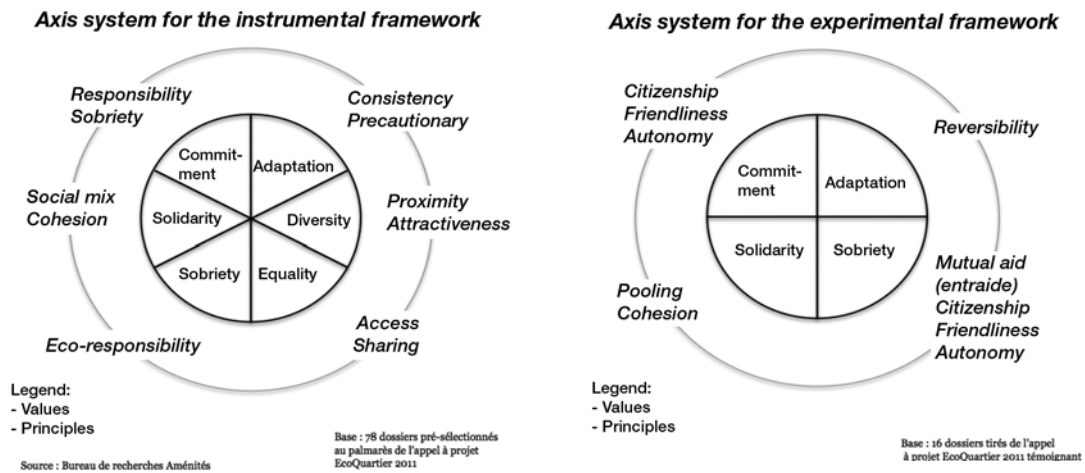 Axis system for the instrumental framework
Responsibility
Sobriety
Consistency
Precautionary
Commit-
ment
Adaptation
Social mix
Cohesion
Solidarity
Diversity
Proximity
Attractiveness
Sobriety
Equality
Eco-responsibility
Access
Sharing
Legend:
- Values
- Principles
Source : Bureau de recherches Aménités
Base : 78 dossiers pré-sélectionnés
au palmarès de l'appel à projet
EcoQuartier 2011
Axis system for the experimental framework
Citizenship
Friendliness
Autonomy
Reversibility
Commit-
ment
Adaptation
Solidarity
Sobriety
Pooling
Cohesion
Mutual aid
(entraide)
Citizenship
Friendliness
Autonomy
Legend:
- Values
- Principles
Base : 16 dossiers tirés de l'appel
à projet EcoQuartier 2011 témoignant